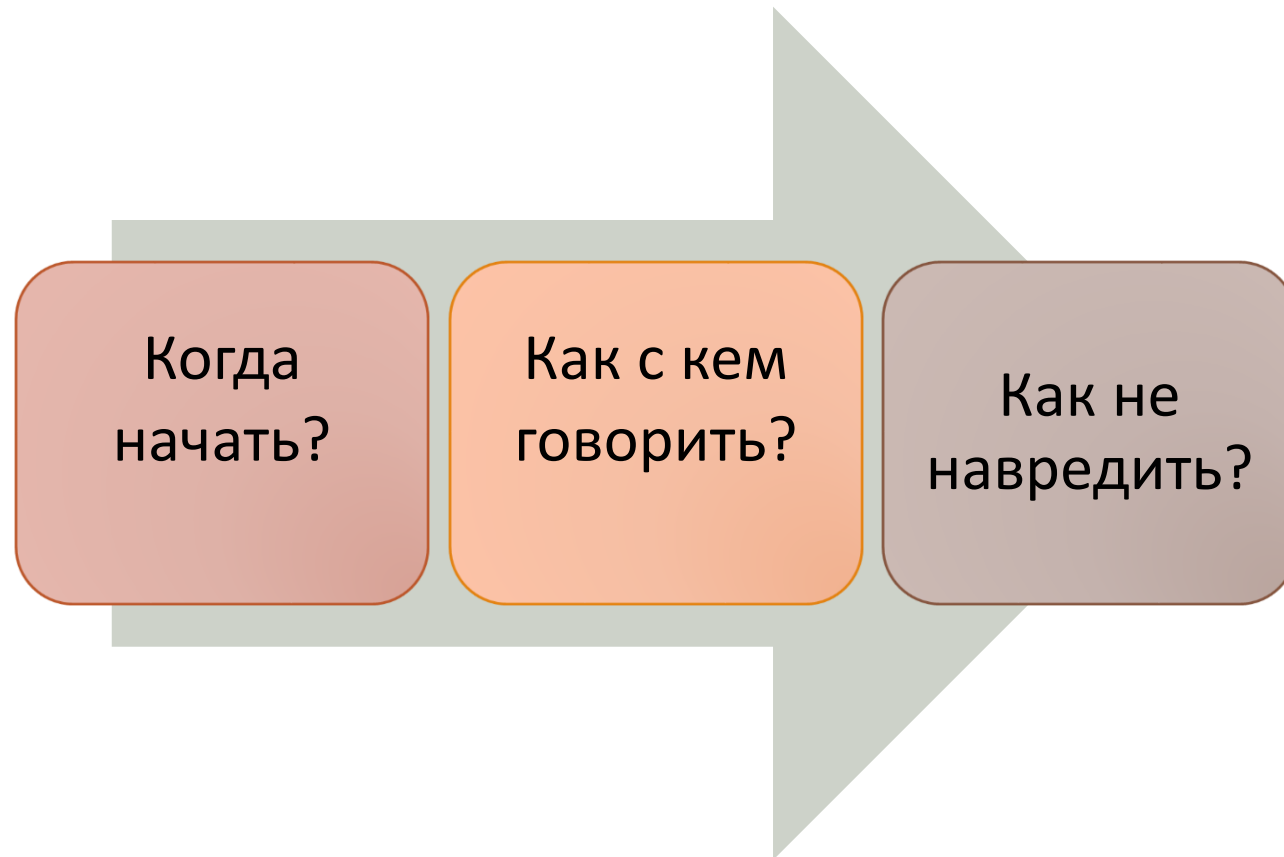 Когда
начать?
Как с кем
говорить?
Как не
навредить?